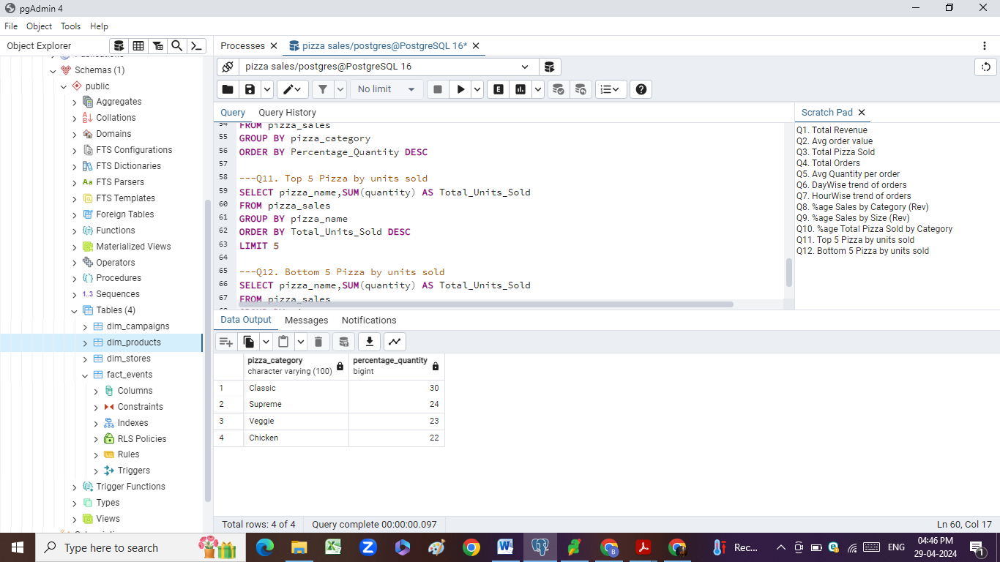 pgAdmin 4
File Object Tools Help
Object Explorer
Processes
pizza sales/postgres@PostgreSQL 16*
Schemas (1)
public
Aggregates
Collations
Domains
FTS Configurations
FTS Dictionaries
FTS Parsers
FTS Templates
Foreign Tables
Functions
Materialized Views
Operators
Procedures
1..3 Sequences
Tables (4)
dim_campaigns
dim_products
dim_stores
fact_events
Columns
Constraints
Indexes
RLS Policies
Rules
Triggers
Trigger Functions
Types
Views
pizza sales/postgres@PostgreSQL 16
No limit
Query Query History
54 FROM pizza_sales
55 GROUP BY pizza_category
56 ORDER BY Percentage_Quantity DESC
57
58 ---Q11. Top 5 Pizza by units sold
59 SELECT pizza_name,SUM(quantity) AS Total_Units_Sold
60 FROM pizza_sales
61 GROUP BY pizza_name
62 ORDER BY Total_Units_Sold DESC
63 LIMIT 5
64
65 ---Q12. Bottom 5 Pizza by units sold
66 SELECT pizza_name,SUM(quantity) AS Total_Units_Sold
67 FROM pizza_sales
Scratch Pad
Q1. Total Revenue
Q2. Avg order value
Q3. Total Pizza Sold
Q4. Total Orders
Q5. Avg Quantity per order
Q6. DayWise trend of orders
Q7. HourWise trend of orders
Q8. %age Sales by Category (Rev)
Q9. %age Sales by Size (Rev)
Q10. %age Total Pizza Sold by Category
Q11. Top 5 Pizza by units sold
Q12. Bottom 5 Pizza by units sold
Data Output Messages Notifications
pizza_category percentage_quantity
character varying (100) bigint
1 Classic 30
2 Supreme 24
3 Veggie 23
4 Chicken 22
Total rows: 4 of 4 Query complete 00:00:00.097 Ln 60, Col 17
Type here to search
Rec...
ENG
04:46 PM
29-04-2024
1